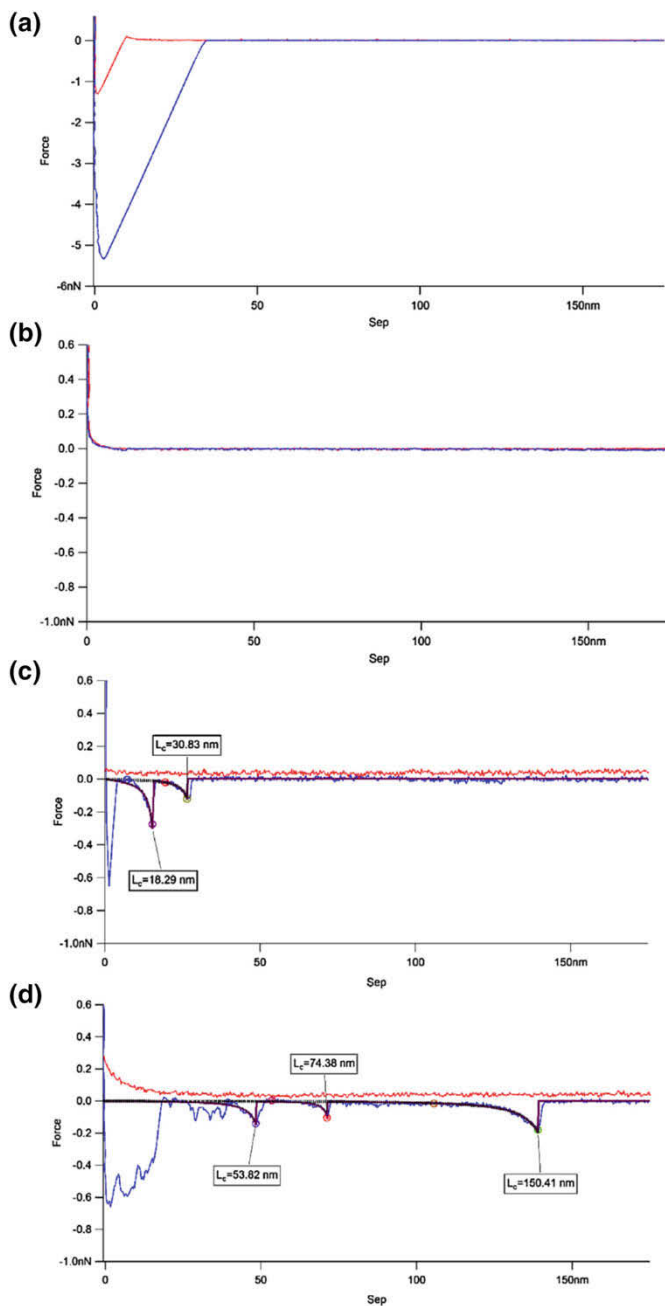 (a)
0
-1
-2
-3
-4
-5
-6nN
Force
0
50
100
150nm
Sep
(b)
0.6
0.4
0.2
0.0
-0.2
-0.4
-0.6
-0.8
-1.0nN
Force
0
50
100
150nm
Sep
(c)
0.6
0.4
0.2
0.0
-0.2
-0.4
-0.6
-0.8
-1.0nN
Force
Lc=30.83 nm
Lc=18.29 nm
0
50
100
150nm
Sep
(d)
0.6
0.4
0.2
0.0
-0.2
-0.4
-0.6
-0.8
-1.0nN
Force
Lc=74.38 nm
Lc=53.82 nm
Lc=150.41 nm
0
50
100
150nm
Sep